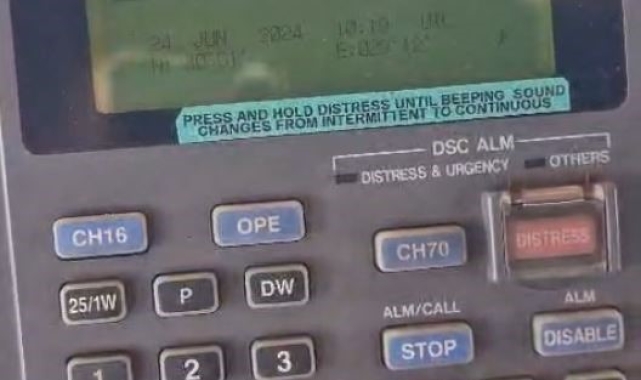 24 JUN 2024 10:19
PRESS AND HOLD DISTRESS UNTIL BEEPING SOUND
CHANGES FROM INTERMITTENT TO CONTINUOUS
DSC ALM
DISTRESS & URGENCY OTHERS
CH16 OPE CH70 DISTRESS
25/1W P DW
ALM/CALL ALM
STOP DISABLE
1 2 3